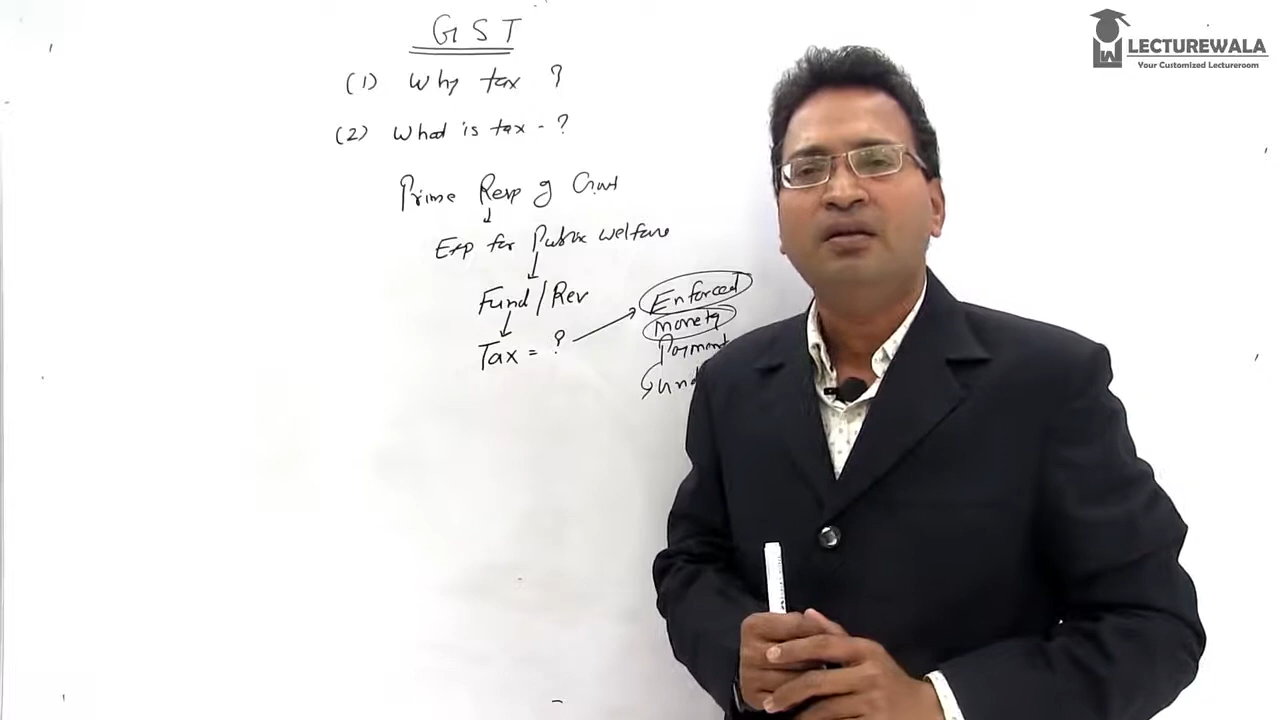 GST
(1) Why tax ?
(2) What is tax - ?
Prime Resp of Govt
Exp for Public welfare
Fund/Rev
Tax = ?
Enforced
monetary
Payment
LECTUREWALA
Your Customized Lectureroom